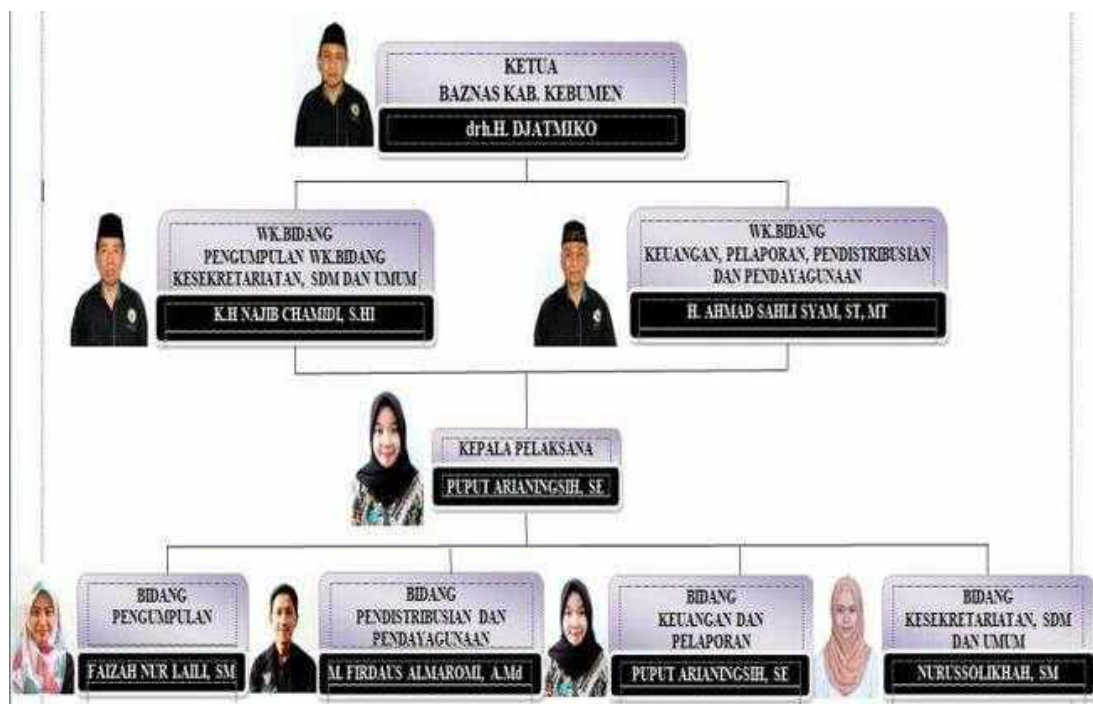 KETUA
BAZNAS KAB. KEBUMEN
drh.H. DJATMIKO
WK.BIDANG
PENGUMPULAN WK.BIDANG
KESEKRETARIATAN, SDM DAN UMUM
K.H NAJIB CHAMIDI, S.HI
WK.BIDANG
KEUANGAN, PELAPORAN, PENDISTRIBUSIAN
DAN PENDAYAGUNAAN
H. AHMAD SAHLI SYAM, ST, MT
KEPALA PELAKSANA
PUPUT ARIANINGSIH, SE
BIDANG
PENGUMPULAN
FAIZAH NUR LAILI, SM
BIDANG
PENDISTRIBUSIAN DAN
PENDAYAGUNAAN
M. FIRDAUS ALMAROMI, A.Md
BIDANG
KEUANGAN DAN
PELAPORAN
PUPUT ARIANINGSIH, SE
BIDANG
KESEKRETARIATAN, SDM
DAN UMUM
NURUSSOLIKHAH, SM